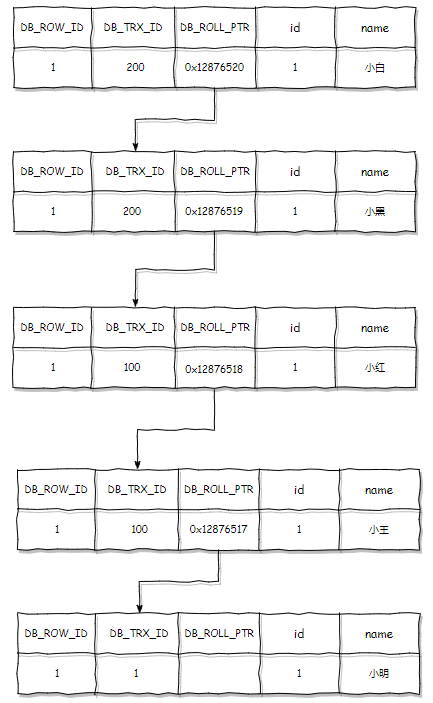 DB_ROW_ID DB_TRX_ID DB_ROLL_PTR id name
1 200 0x12876520 1 小白
DB_ROW_ID DB_TRX_ID DB_ROLL_PTR id name
1 200 0x12876519 1 小黑
DB_ROW_ID DB_TRX_ID DB_ROLL_PTR id name
1 100 0x12876518 1 小红
DB_ROW_ID DB_TRX_ID DB_ROLL_PTR id name
1 100 0x12876517 1 小王
DB_ROW_ID DB_TRX_ID DB_ROLL_PTR id name
1 1 1 小明